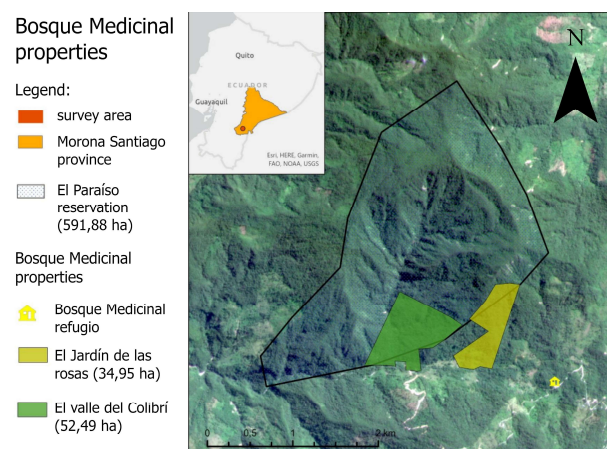 Bosque Medicinal
properties
Legend:
survey area
Morona Santiago
province
El Paraíso
reservation
(591,88 ha)
Bosque Medicinal
properties
Bosque Medicinal
refugio
El Jardín de las
rosas (34,95 ha)
El valle del Colibrí
(52,49 ha)
Quito
ECUADOR
Guayaquil
Esri, HERE, Garmin,
FAO, NOAA, USGS
N
0 0.5 1 2 km